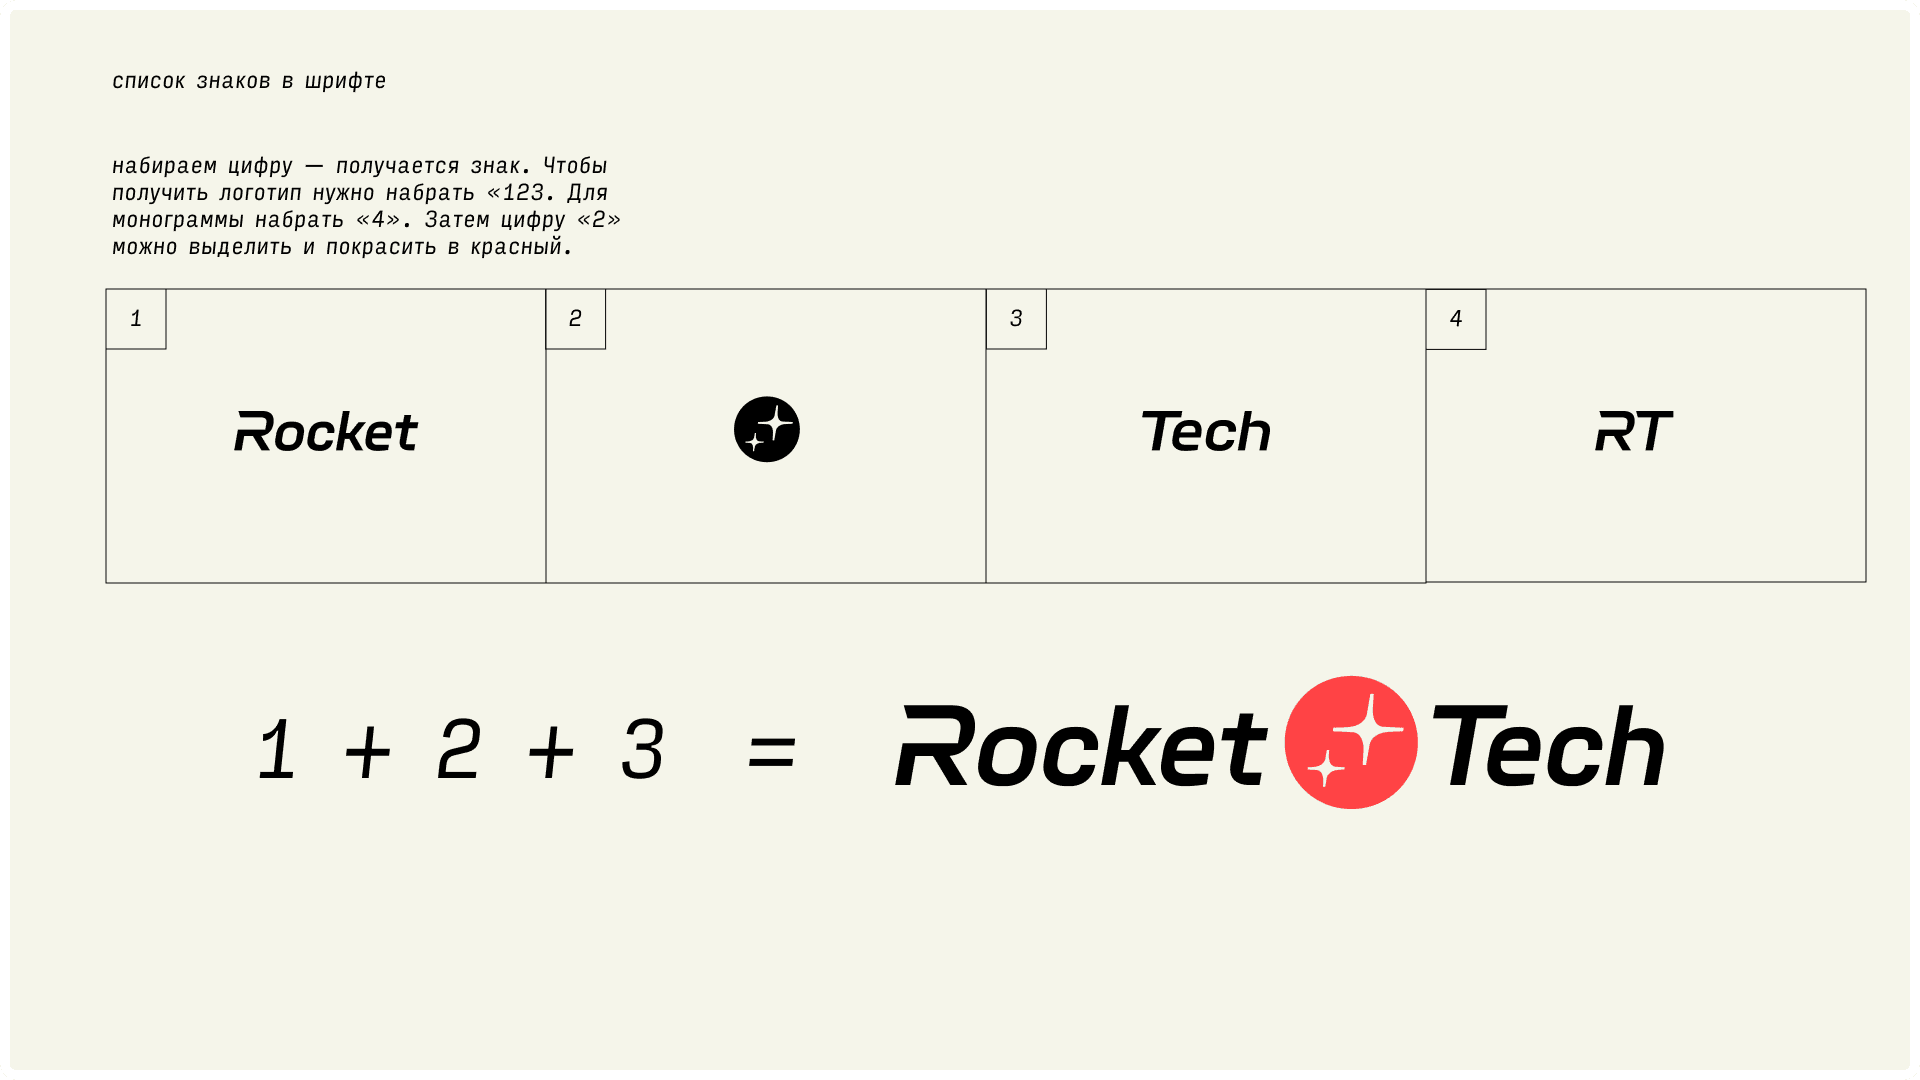 список знаков в шрифте
набираем цифру — получается знак. Чтобы
получить логотип нужно набрать «123. Для
монограммы набрать «4». Затем цифру «2»
можно выделить и покрасить в красный.
1
2
3
4
Rocket
Tech
RT
1 + 2 + 3 = Rocket Tech